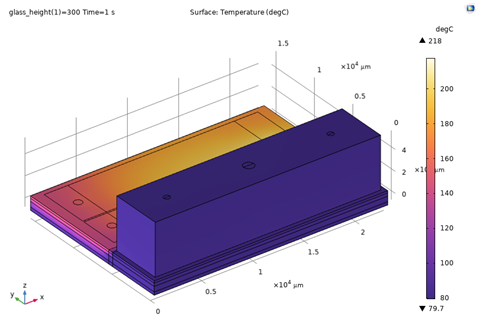 glass_height(1)=300 Time=1 s
Surface: Temperature (degC)
degC
▲ 218
200
180
160
140
120
100
80
▼ 79.7
1.5
1
×10⁴ µm
0.5
0
4
2
0
×10³ µm
2
1.5
1
×10⁴ µm
0.5
0
z
y
x